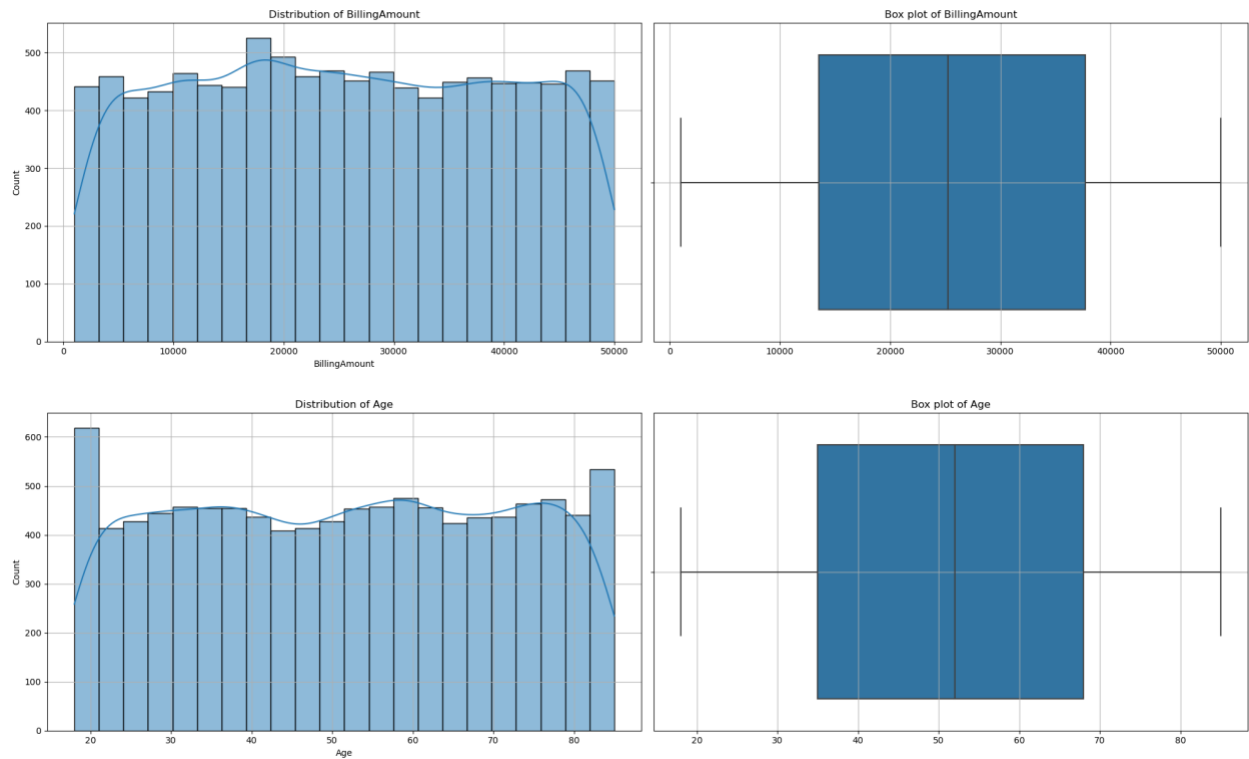 Distribution of BillingAmount
Count
500
400
300
200
100
0
0 10000 20000 30000 40000 50000
BillingAmount
Box plot of BillingAmount
0 10000 20000 30000 40000 50000
Distribution of Age
Count
600
500
400
300
200
100
0
20 30 40 50 60 70 80
Age
Box plot of Age
20 30 40 50 60 70 80